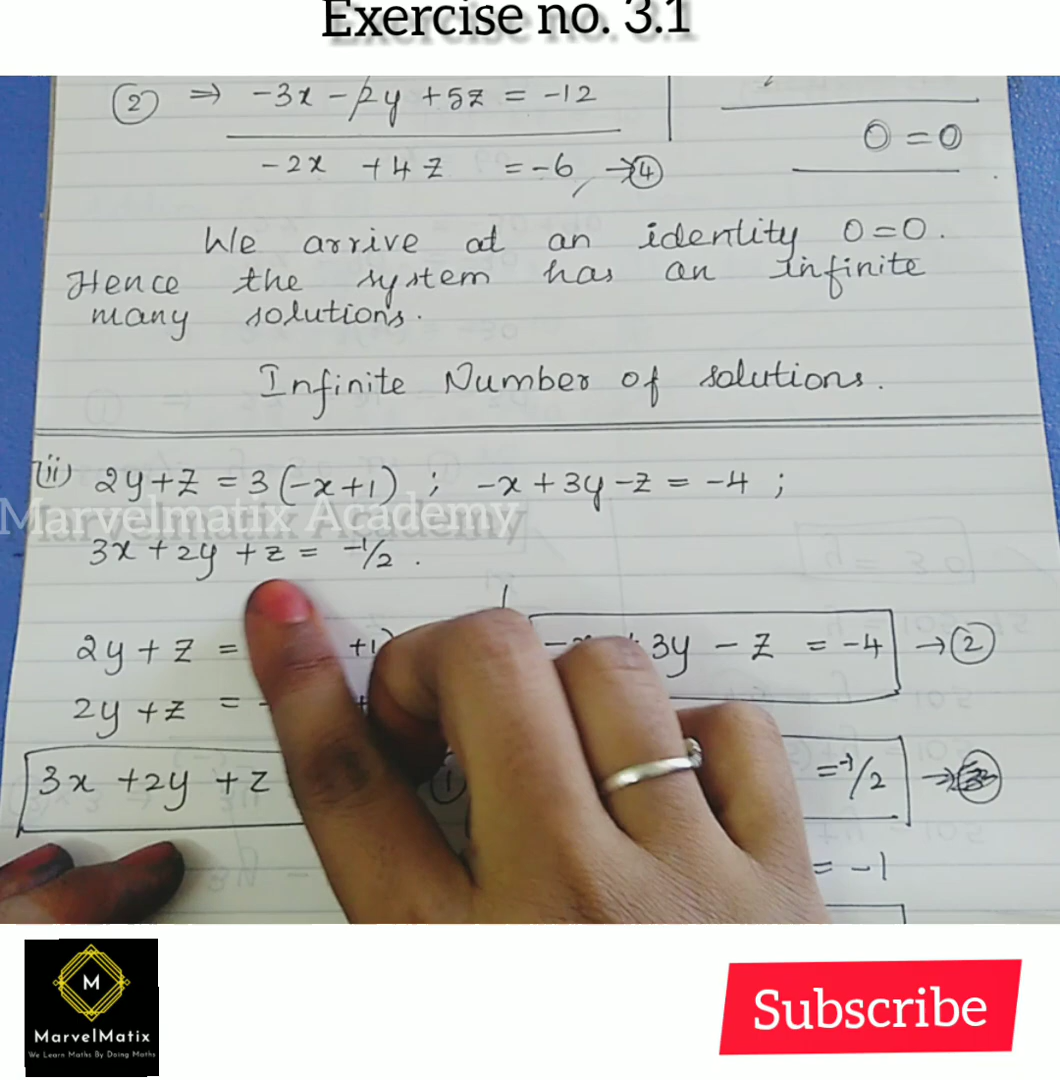 Exercise no. 3.1
② ⇒ -3x - 2y + 5z = -12
0 = 0
-2x + 4z = -6, → ④
We arrive at an identity 0=0.
Hence the system has an infinite
many solutions.
Infinite Number of solutions.
(ii) 2y+z = 3(-x+1) ; -x+3y-z = -4 ;
Marvelmatix Academy
3x + 2y + z = -1/2 .
2y + z = +1)
3y - z = -4 → ②
2y + z =
3x + 2y + z ①
= -1/2 →
= -1
M
MarvelMatix
We Learn Maths By Doing Maths
Subscribe